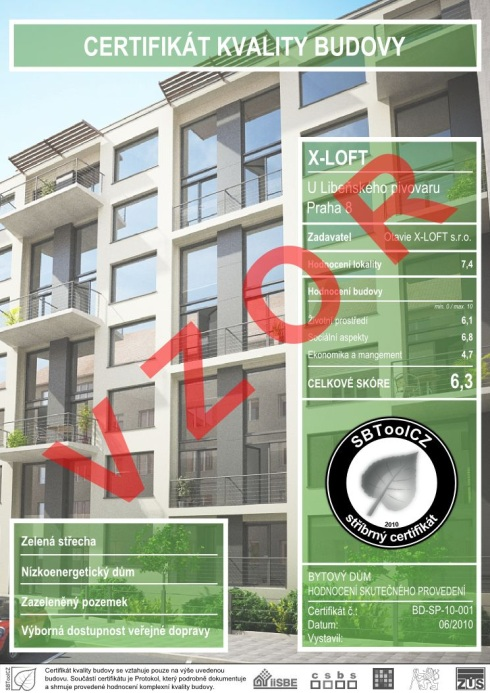 CERTIFIKÁT KVALITY BUDOVY
X-LOFT
U Libeňského pivovaru
Praha 8
Zadavatel Olavie X-LOFT s.r.o.
Hodnocení lokality 7,4
Hodnocení budovy
min. 0 / max. 10
Životní prostředí 6,1
Sociální aspekty 6,8
Ekonomika a mangement 4,7
CELKOVÉ SKÓRE 6,3
VZOR
SBToolCZ
2010
stříbrný certifikát
Zelená střecha
Nízkoenergetický dům
Zazeleněný pozemek
Výborná dostupnost veřejné dopravy
BYTOVÝ DŮM
HODNOCENÍ SKUTEČNÉHO PROVEDENÍ
Certifikát č.: BD-SP-10-001
Datum: 06/2010
Vystavil:
SBToolCZ
Certifikát kvality budovy se vztahuje pouze na výše uvedenou
budovu. Součástí certifikátu je Protokol, který podrobně dokumentuje
a shrnuje provedené hodnocení komplexní kvality budovy.
iiSBE
csbs
ZÚS